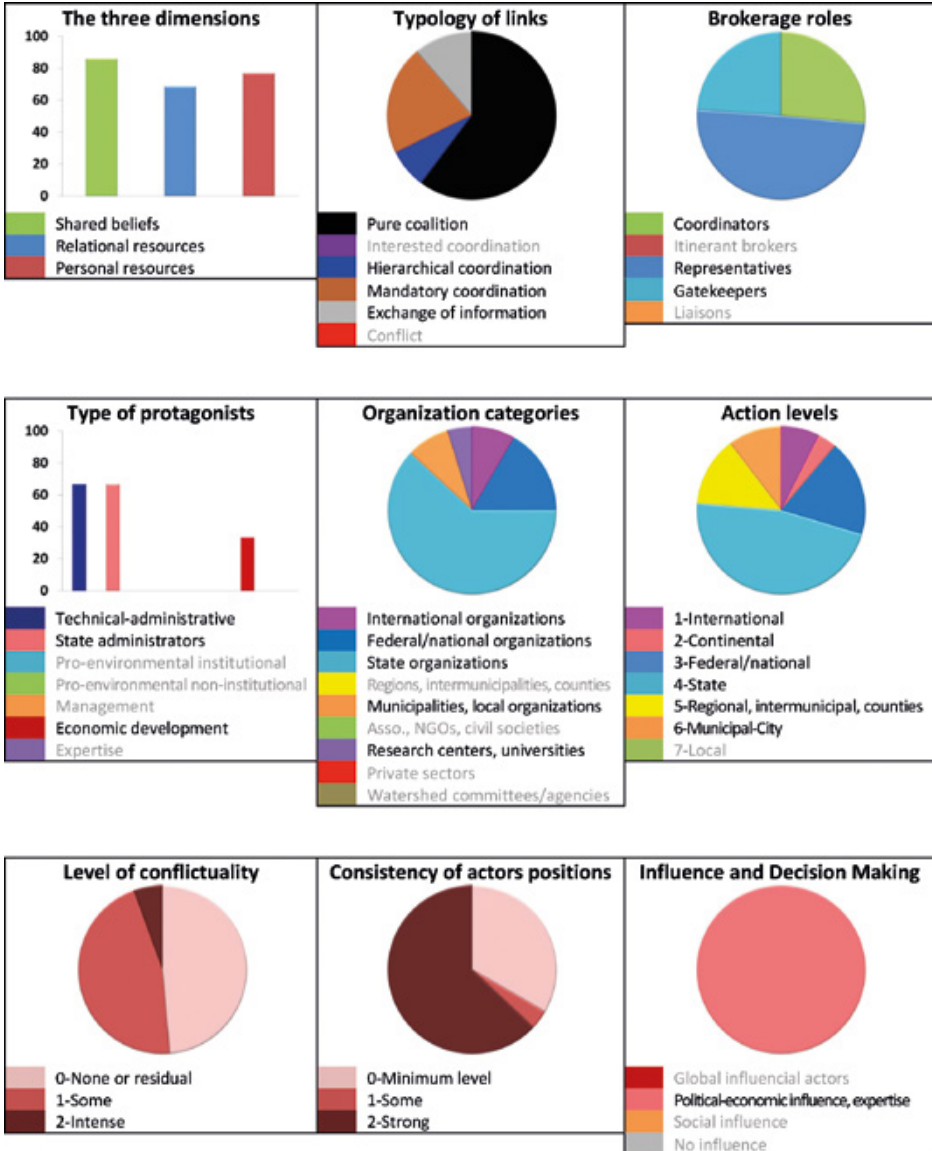 The three dimensions
100
80
60
40
20
0
Shared beliefs
Relational resources
Personal resources
Typology of links
Pure coalition
Interested coordination
Hierarchical coordination
Mandatory coordination
Exchange of information
Conflict
Brokerage roles
Coordinators
Itinerant brokers
Representatives
Gatekeepers
Liaisons
Type of protagonists
100
80
60
40
20
0
Technical-administrative
State administrators
Pro-environmental institutional
Pro-environmental non-institutional
Management
Economic development
Expertise
Organization categories
International organizations
Federal/national organizations
State organizations
Regions, intermunicipalities, counties
Municipalities, local organizations
Asso., NGOs, civil societies
Research centers, universities
Private sectors
Watershed committees/agencies
Action levels
1-International
2-Continental
3-Federal/national
4-State
5-Regional, intermunicipal, counties
6-Municipal-City
7-Local
Level of conflictuality
0-None or residual
1-Some
2-Intense
Consistency of actors positions
0-Minimum level
1-Some
2-Strong
Influence and Decision Making
Global influencial actors
Political-economic influence, expertise
Social influence
No influence